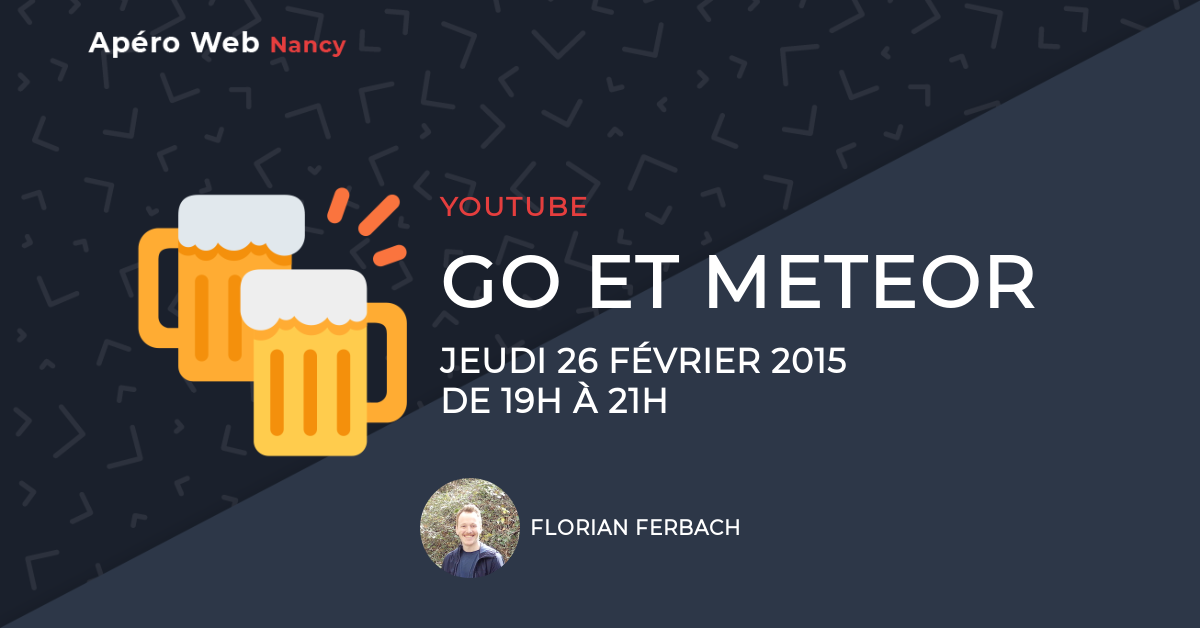 Apéro Web Nancy
YOUTUBE
GO ET METEOR
JEUDI 26 FÉVRIER 2015
DE 19H À 21H
FLORIAN FERBACH